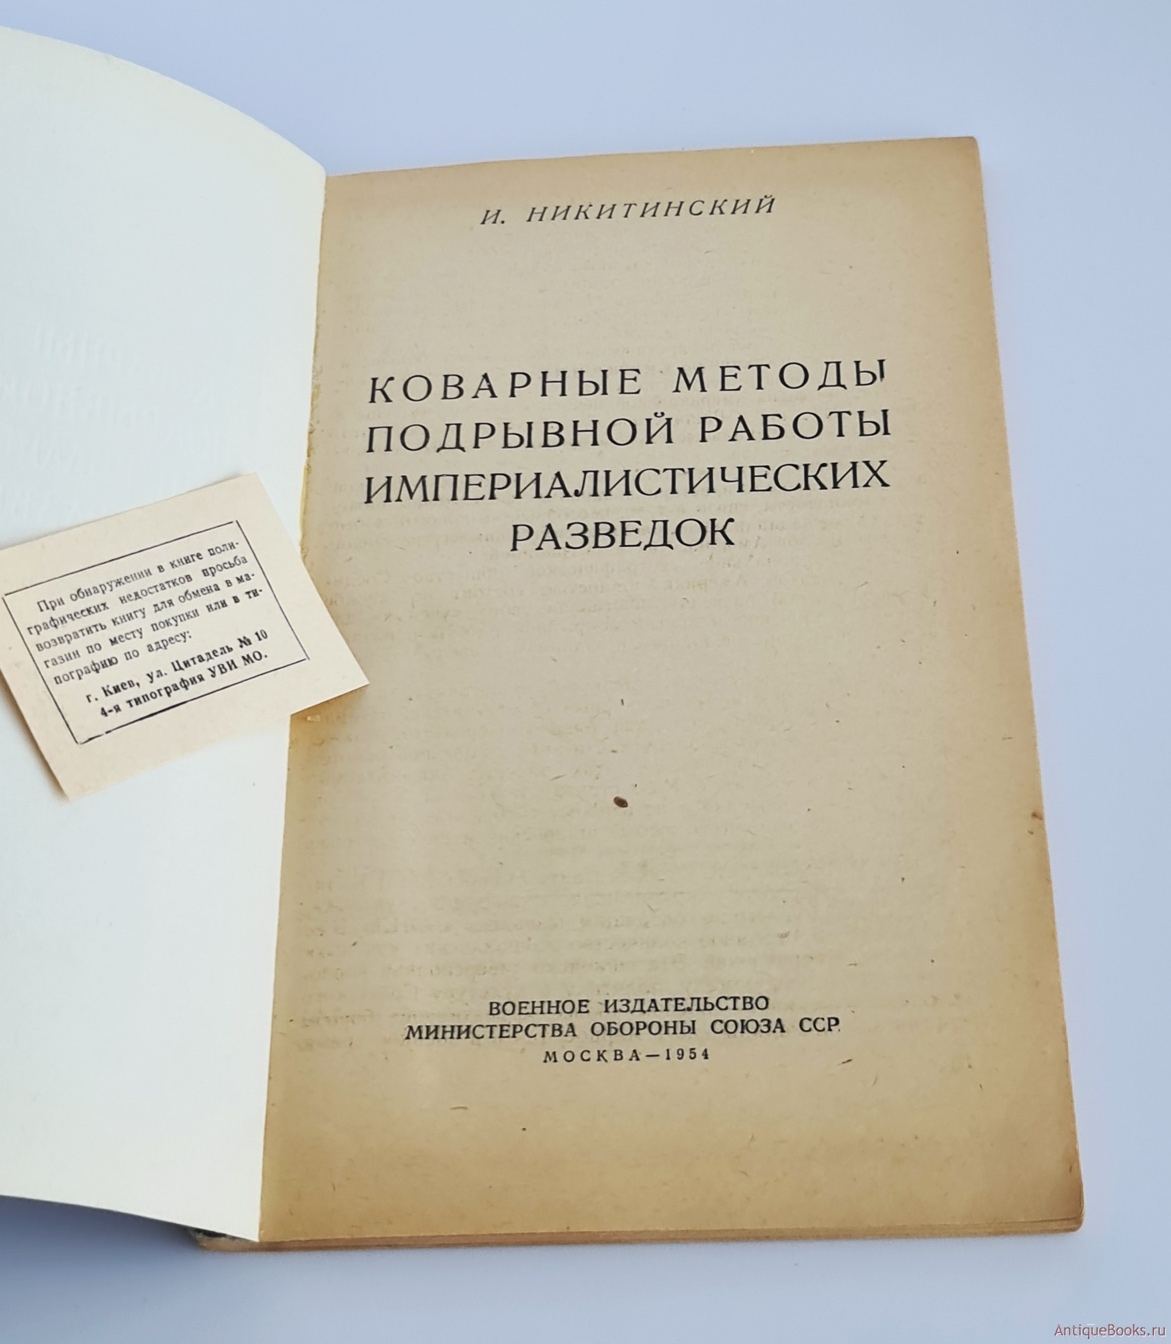 И. НИКИТИНСКИЙ
КОВАРНЫЕ МЕТОДЫ
ПОДРЫВНОЙ РАБОТЫ
ИМПЕРИАЛИСТИЧЕСКИХ
РАЗВЕДОК
ВОЕННОЕ ИЗДАТЕЛЬСТВО
МИНИСТЕРСТВА ОБОРОНЫ СОЮЗА ССР
МОСКВА—1954
При обнаружении в книге поли-
графических недостатков просьба
возвратить книгу для обмена в ма-
газин по месту покупки или в ти-
пографию по адресу:
г. Киев, ул. Цитадель № 10
4-я типография УВИ МО.
AntiqueBooks.ru